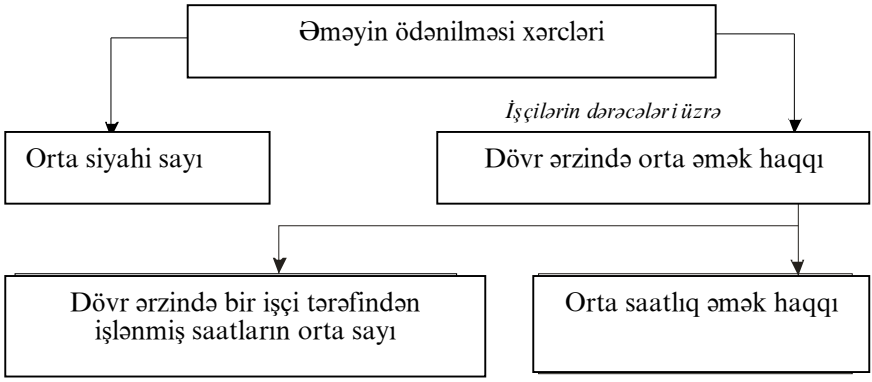 Əməyin ödənilməsi xərcləri
İşçilərin dərəcələri üzrə
Orta siyahi sayı
Dövr ərzində orta əmək haqqı
Dövr ərzində bir işçi tərəfindən
işlənmiş saatların orta sayı
Orta saatlıq əmək haqqı